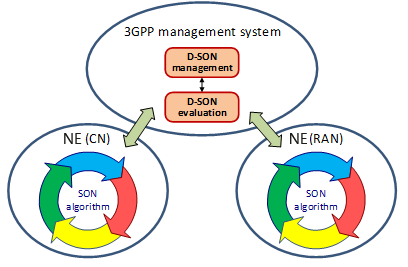 3GPP management system
D-SON
management
D-SON
evaluation
NE (CN)
SON
algorithm
NE (RAN)
SON
algorithm